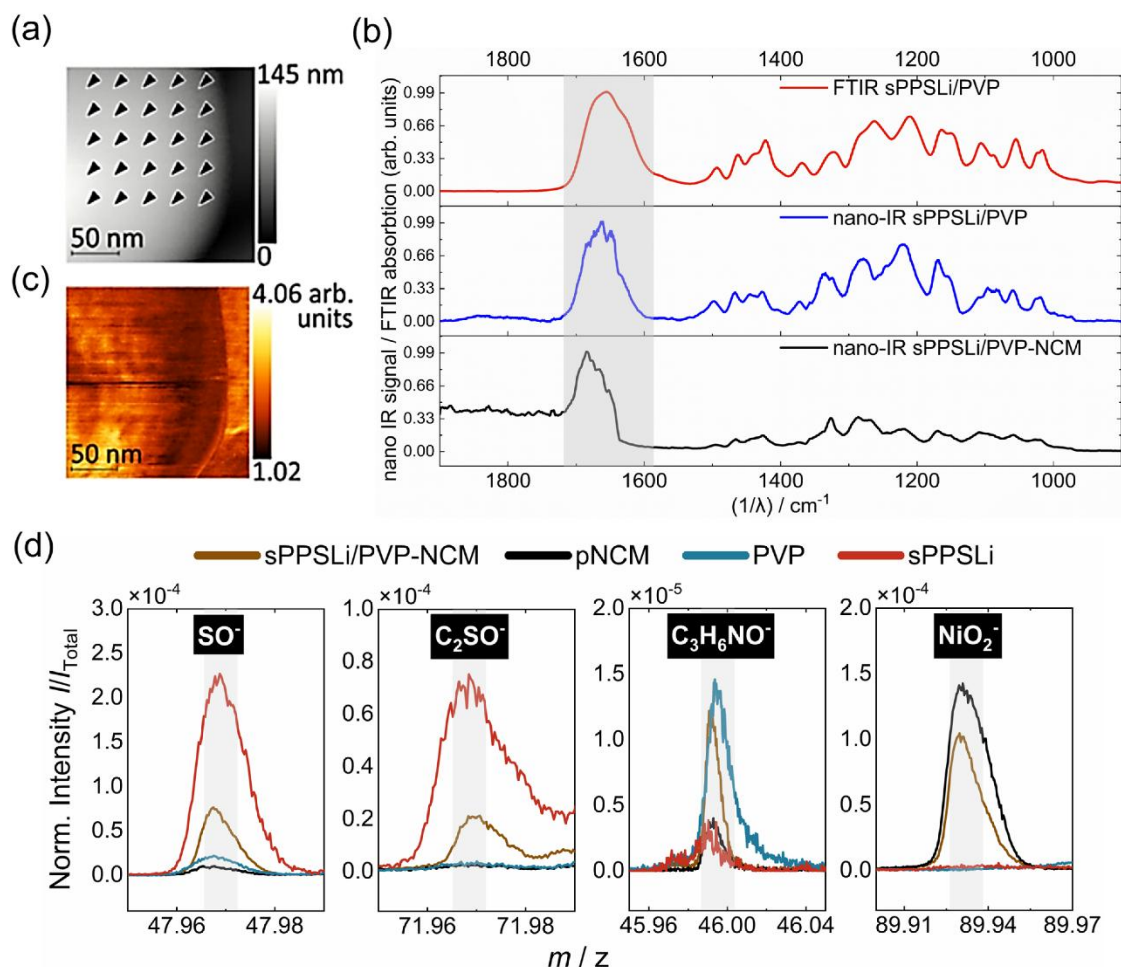 (a)
145 nm
50 nm
0
(b)
1800 1600 1400 1200 1000
FTIR sPPSLi/PVP
0.99
0.66
0.33
0.00
nano-IR sPPSLi/PVP
0.99
0.66
0.33
0.00
nano-IR sPPSLi/PVP-NCM
0.99
0.66
0.33
0.00
nano IR signal / FTIR absorbtion (arb. units)
1800 1600 1400 1200 1000
(1/λ) / cm⁻¹
(c)
4.06 arb.
units
50 nm
1.02
(d)
sPPSLi/PVP-NCM pNCM PVP sPPSLi
Norm. Intensity I/I_Total
×10⁻⁴
SO⁻
3.0
2.5
2.0
1.5
1.0
0.5
0.0
47.96 47.98
×10⁻⁴
C₂SO⁻
1.0
0.8
0.6
0.4
0.2
0.0
71.96 71.98
×10⁻⁵
C₃H₆NO⁻
2.0
1.5
1.0
0.5
0.0
45.96 46.00 46.04
×10⁻⁴
NiO₂⁻
2.0
1.5
1.0
0.5
0.0
89.91 89.94 89.97
m / z